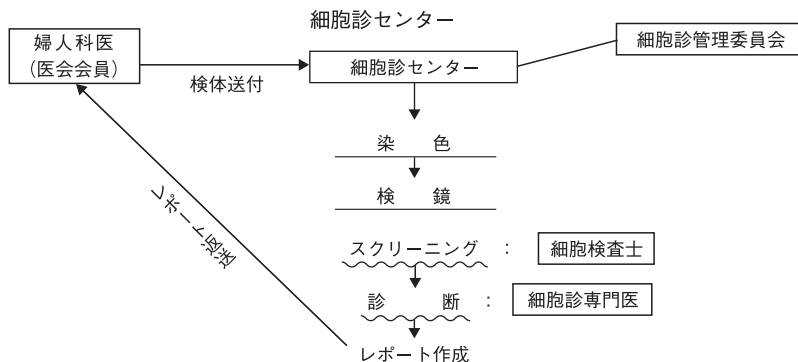 細胞診センター
婦人科医
（医会会員）
検体送付
細胞診センター
細胞診管理委員会
染　色
検　鏡
スクリーニング　：　細胞検査士
診　断　：　細胞診専門医
レポート作成
レポート返送